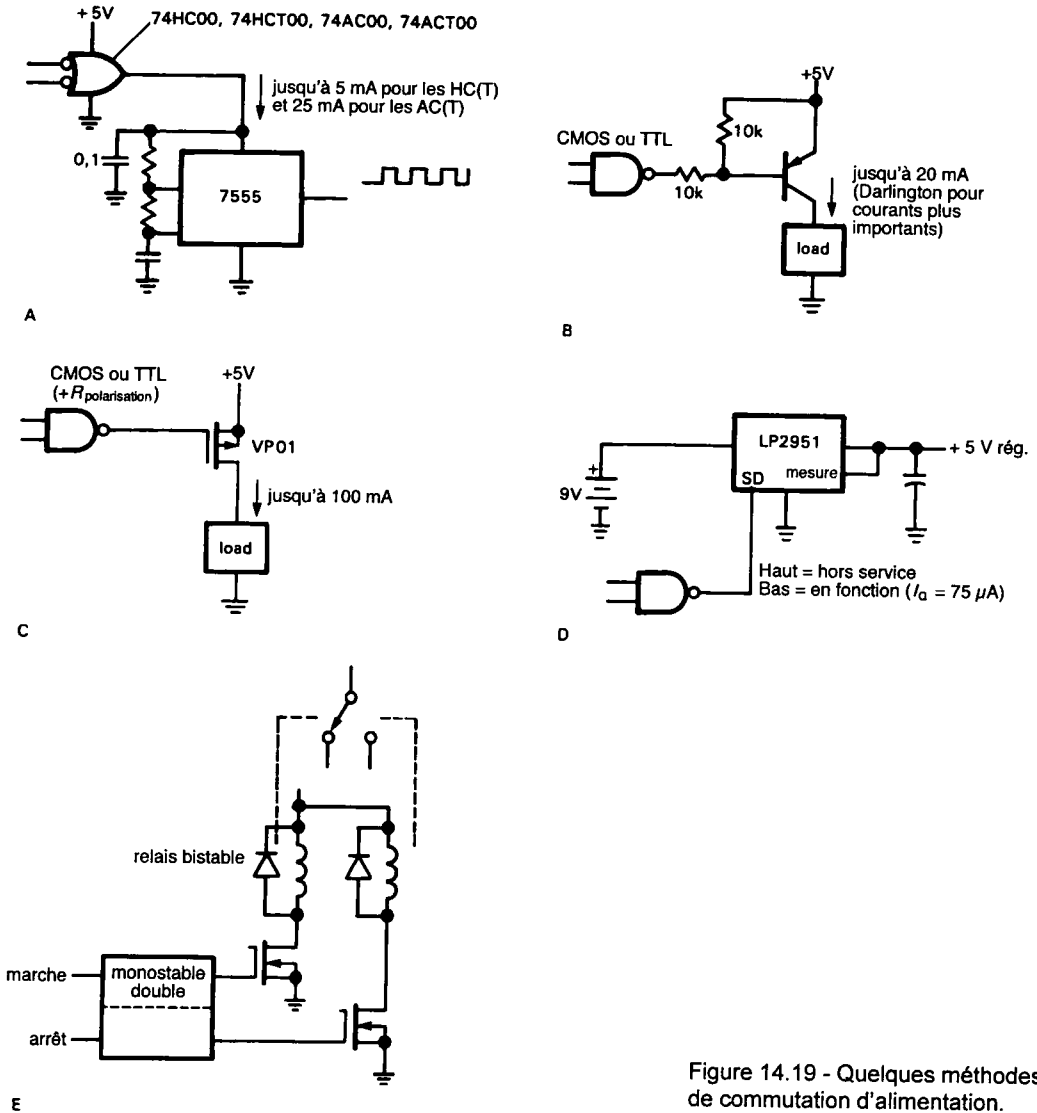 +5V
74HC00, 74HCT00, 74AC00, 74ACT00
jusqu'à 5 mA pour les HC(T)
et 25 mA pour les AC(T)
0,1
7555
A
+5V
10k
CMOS ou TTL
10k
jusqu'à 20 mA
(Darlington pour
courants plus
importants)
load
B
CMOS ou TTL
(+Rpolarisation)
+5V
VP01
jusqu'à 100 mA
load
C
LP2951
mesure
SD
+ 5 V rég.
+
9V
Haut = hors service
Bas = en fonction (IQ = 75 µA)
D
relais bistable
marche
monostable
double
arrêt
E
Figure 14.19 - Quelques méthodes
de commutation d'alimentation.